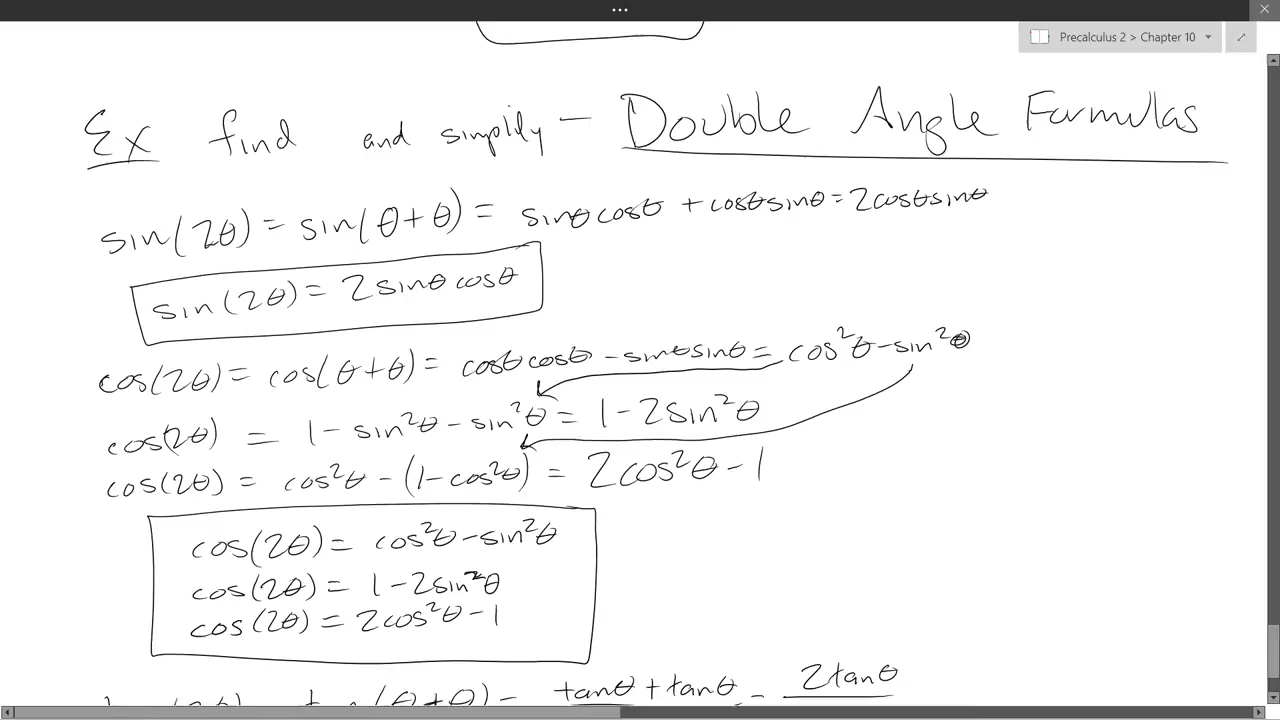 Precalculus 2 > Chapter 10
Ex find and simplify – Double Angle Formulas
sin(2θ) = sin(θ+θ) = sinθcosθ + cosθsinθ = 2cosθsinθ
sin(2θ) = 2sinθcosθ
cos(2θ) = cos(θ+θ) = cosθcosθ - sinθsinθ = cos²θ - sin²θ
cos(2θ) = 1 - sin²θ - sin²θ = 1 - 2sin²θ
cos(2θ) = cos²θ - (1 - cos²θ) = 2cos²θ - 1
cos(2θ) = cos²θ - sin²θ
cos(2θ) = 1 - 2sin²θ
cos(2θ) = 2cos²θ - 1
(θ+θ) = tanθ + tanθ = 2tanθ